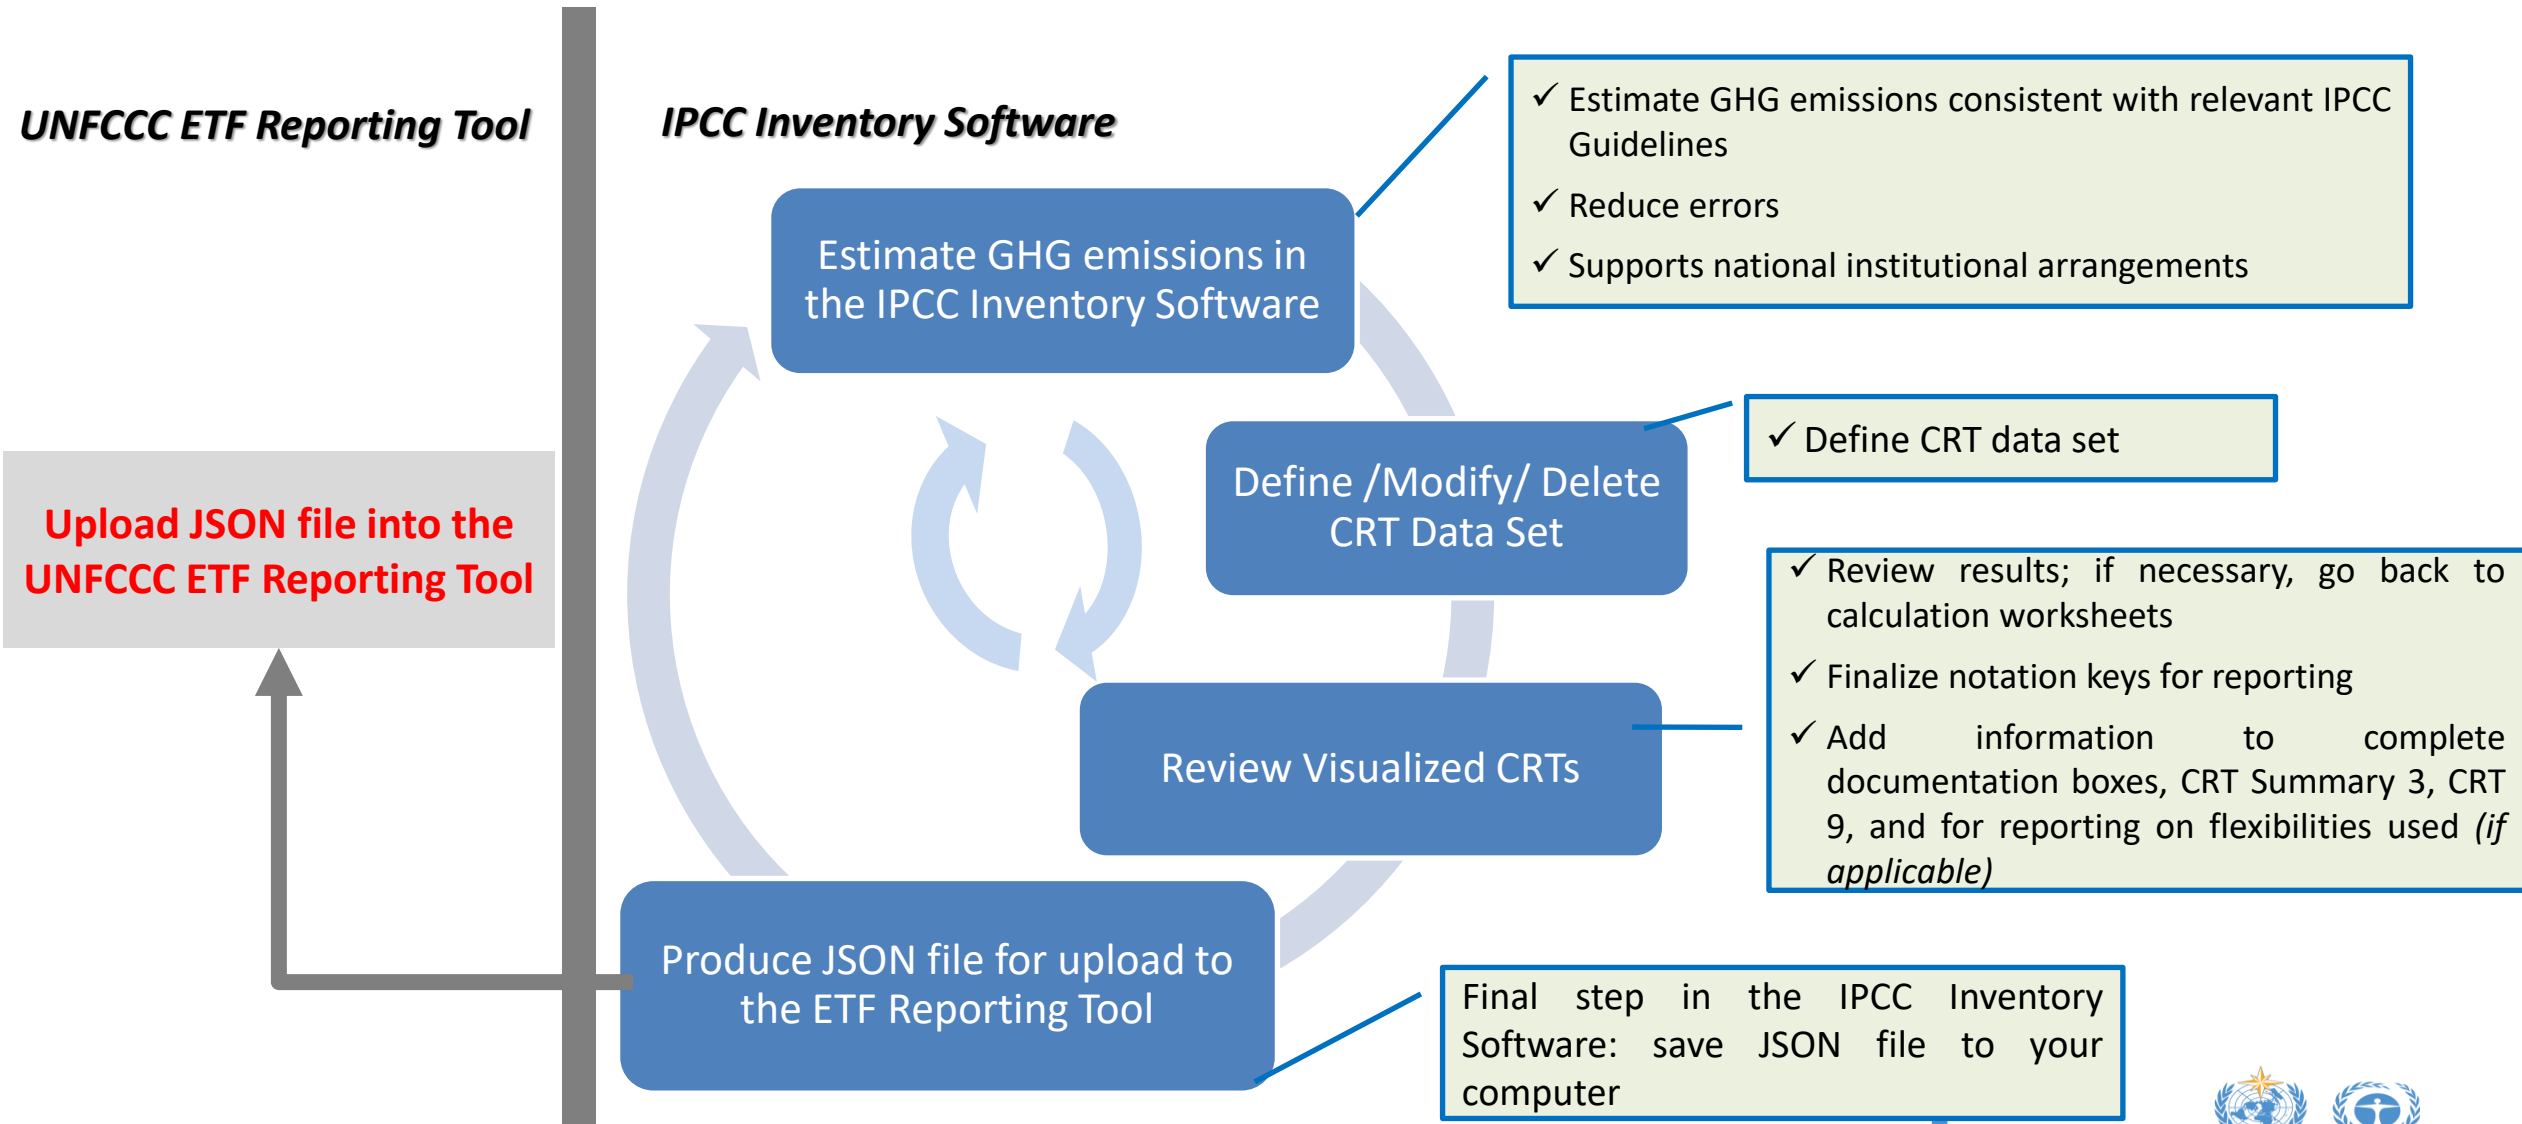 UNFCCC ETF Reporting Tool
IPCC Inventory Software
Estimate GHG emissions in
the IPCC Inventory Software
✓ Estimate GHG emissions consistent with relevant IPCC
Guidelines
✓ Reduce errors
✓ Supports national institutional arrangements
Define /Modify/ Delete
CRT Data Set
✓ Define CRT data set
Upload JSON file into the
UNFCCC ETF Reporting Tool
Review Visualized CRTs
✓ Review results; if necessary, go back to
calculation worksheets
✓ Finalize notation keys for reporting
✓ Add information to complete
documentation boxes, CRT Summary 3, CRT
9, and for reporting on flexibilities used (if
applicable)
Produce JSON file for upload to
the ETF Reporting Tool
Final step in the IPCC Inventory
Software: save JSON file to your
computer